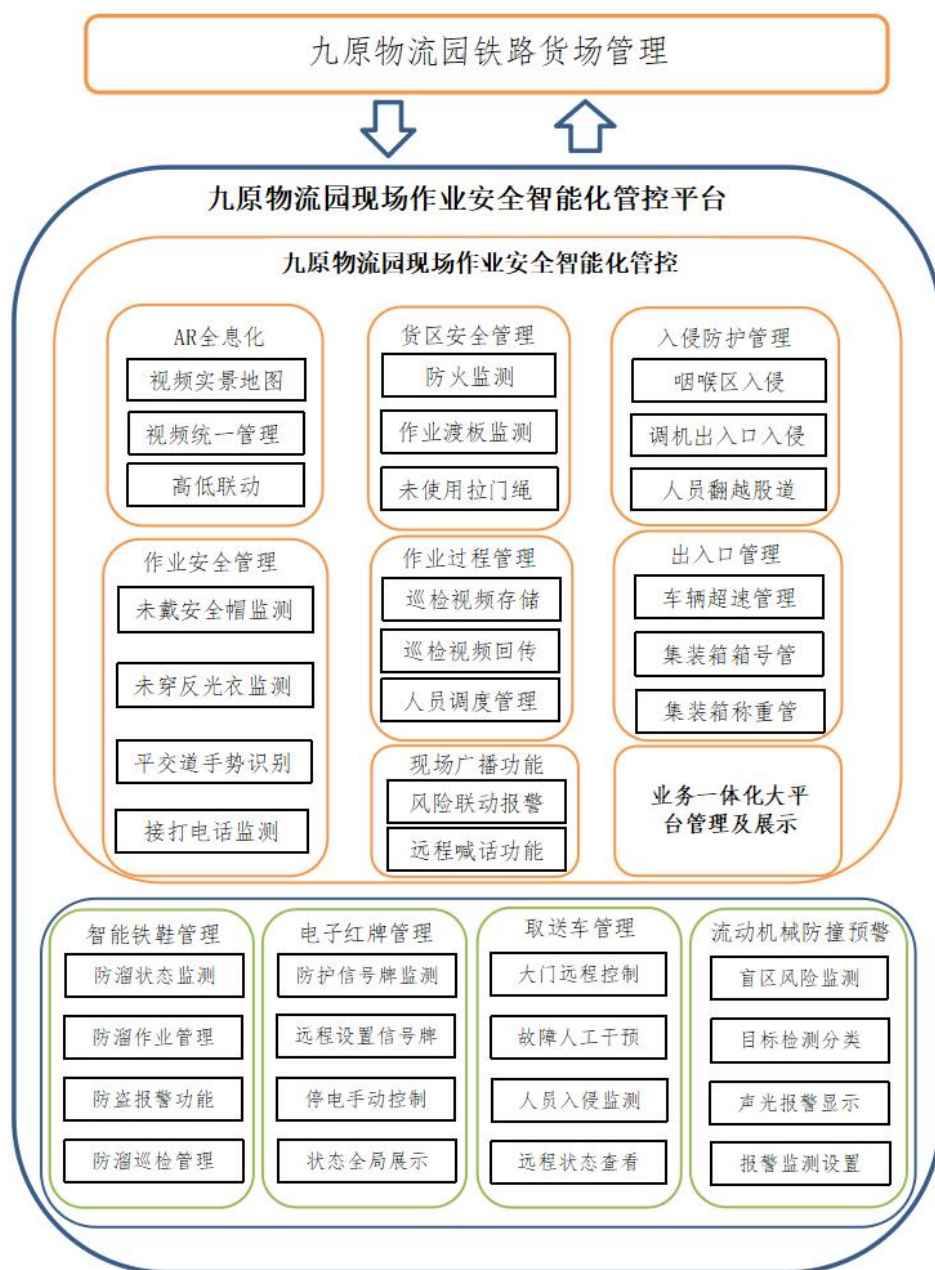 九原物流园铁路货场管理
九原物流园现场作业安全智能化管控平台
九原物流园现场作业安全智能化管控
AR全息化
视频实景地图
视频统一管理
高低联动
货区安全管理
防火监测
作业渡板监测
未使用拉门绳
入侵防护管理
咽喉区入侵
调机出入口入侵
人员翻越股道
作业安全管理
未戴安全帽监测
未穿反光衣监测
平交道手势识别
接打电话监测
作业过程管理
巡检视频存储
巡检视频回传
人员调度管理
出入口管理
车辆超速管理
集装箱箱号管
集装箱称重管
现场广播功能
风险联动报警
远程喊话功能
业务一体化大平
台管理及展示
智能铁鞋管理
防溜状态监测
防溜作业管理
防盗报警功能
防溜巡检管理
电子红牌管理
防护信号牌监测
远程设置信号牌
停电手动控制
状态全局展示
取送车管理
大门远程控制
故障人工干预
人员入侵监测
远程状态查看
流动机械防撞预警
盲区风险监测
目标检测分类
声光报警显示
报警监测设置